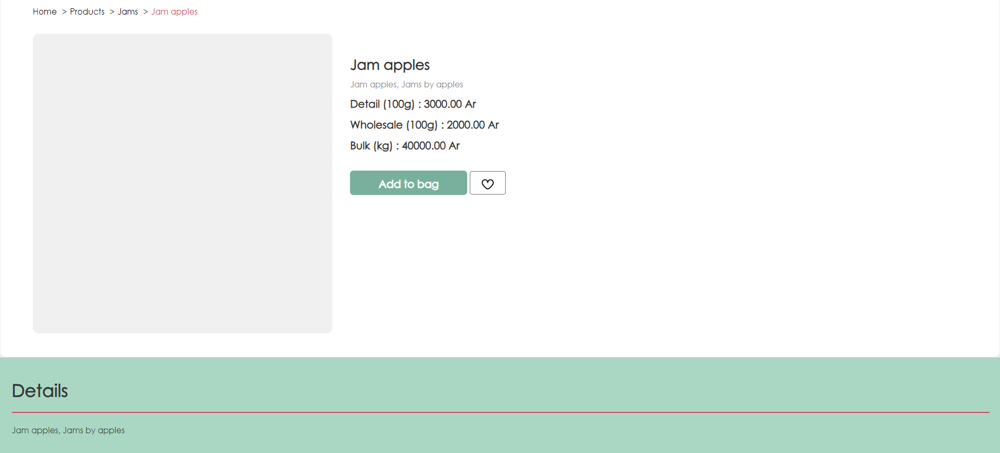 Home > Products > Jams > Jam apples
Jam apples
Jam apples, Jams by apples
Detail (100g) : 3000.00 Ar
Wholesale (100g) : 2000.00 Ar
Bulk (kg) : 40000.00 Ar
Add to bag
Details
Jam apples, Jams by apples